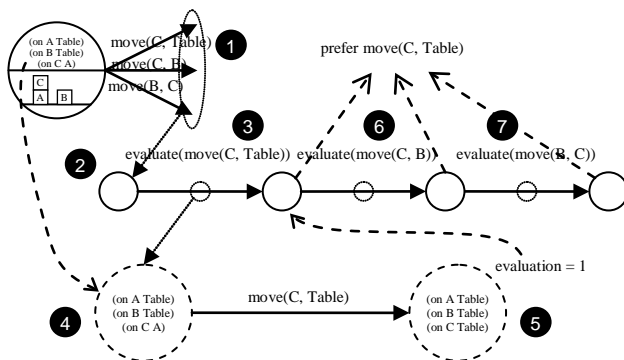 (on A Table)
(on B Table)
(on C A)
C
A B
move(C, Table)
move(C, B)
move(B, C)
1
prefer move(C, Table)
2
3
6
7
evaluate(move(C, Table))
evaluate(move(C, B))
evaluate(move(B, C))
evaluation = 1
4
(on A Table)
(on B Table)
(on C A)
move(C, Table)
(on A Table)
(on B Table)
(on C Table)
5